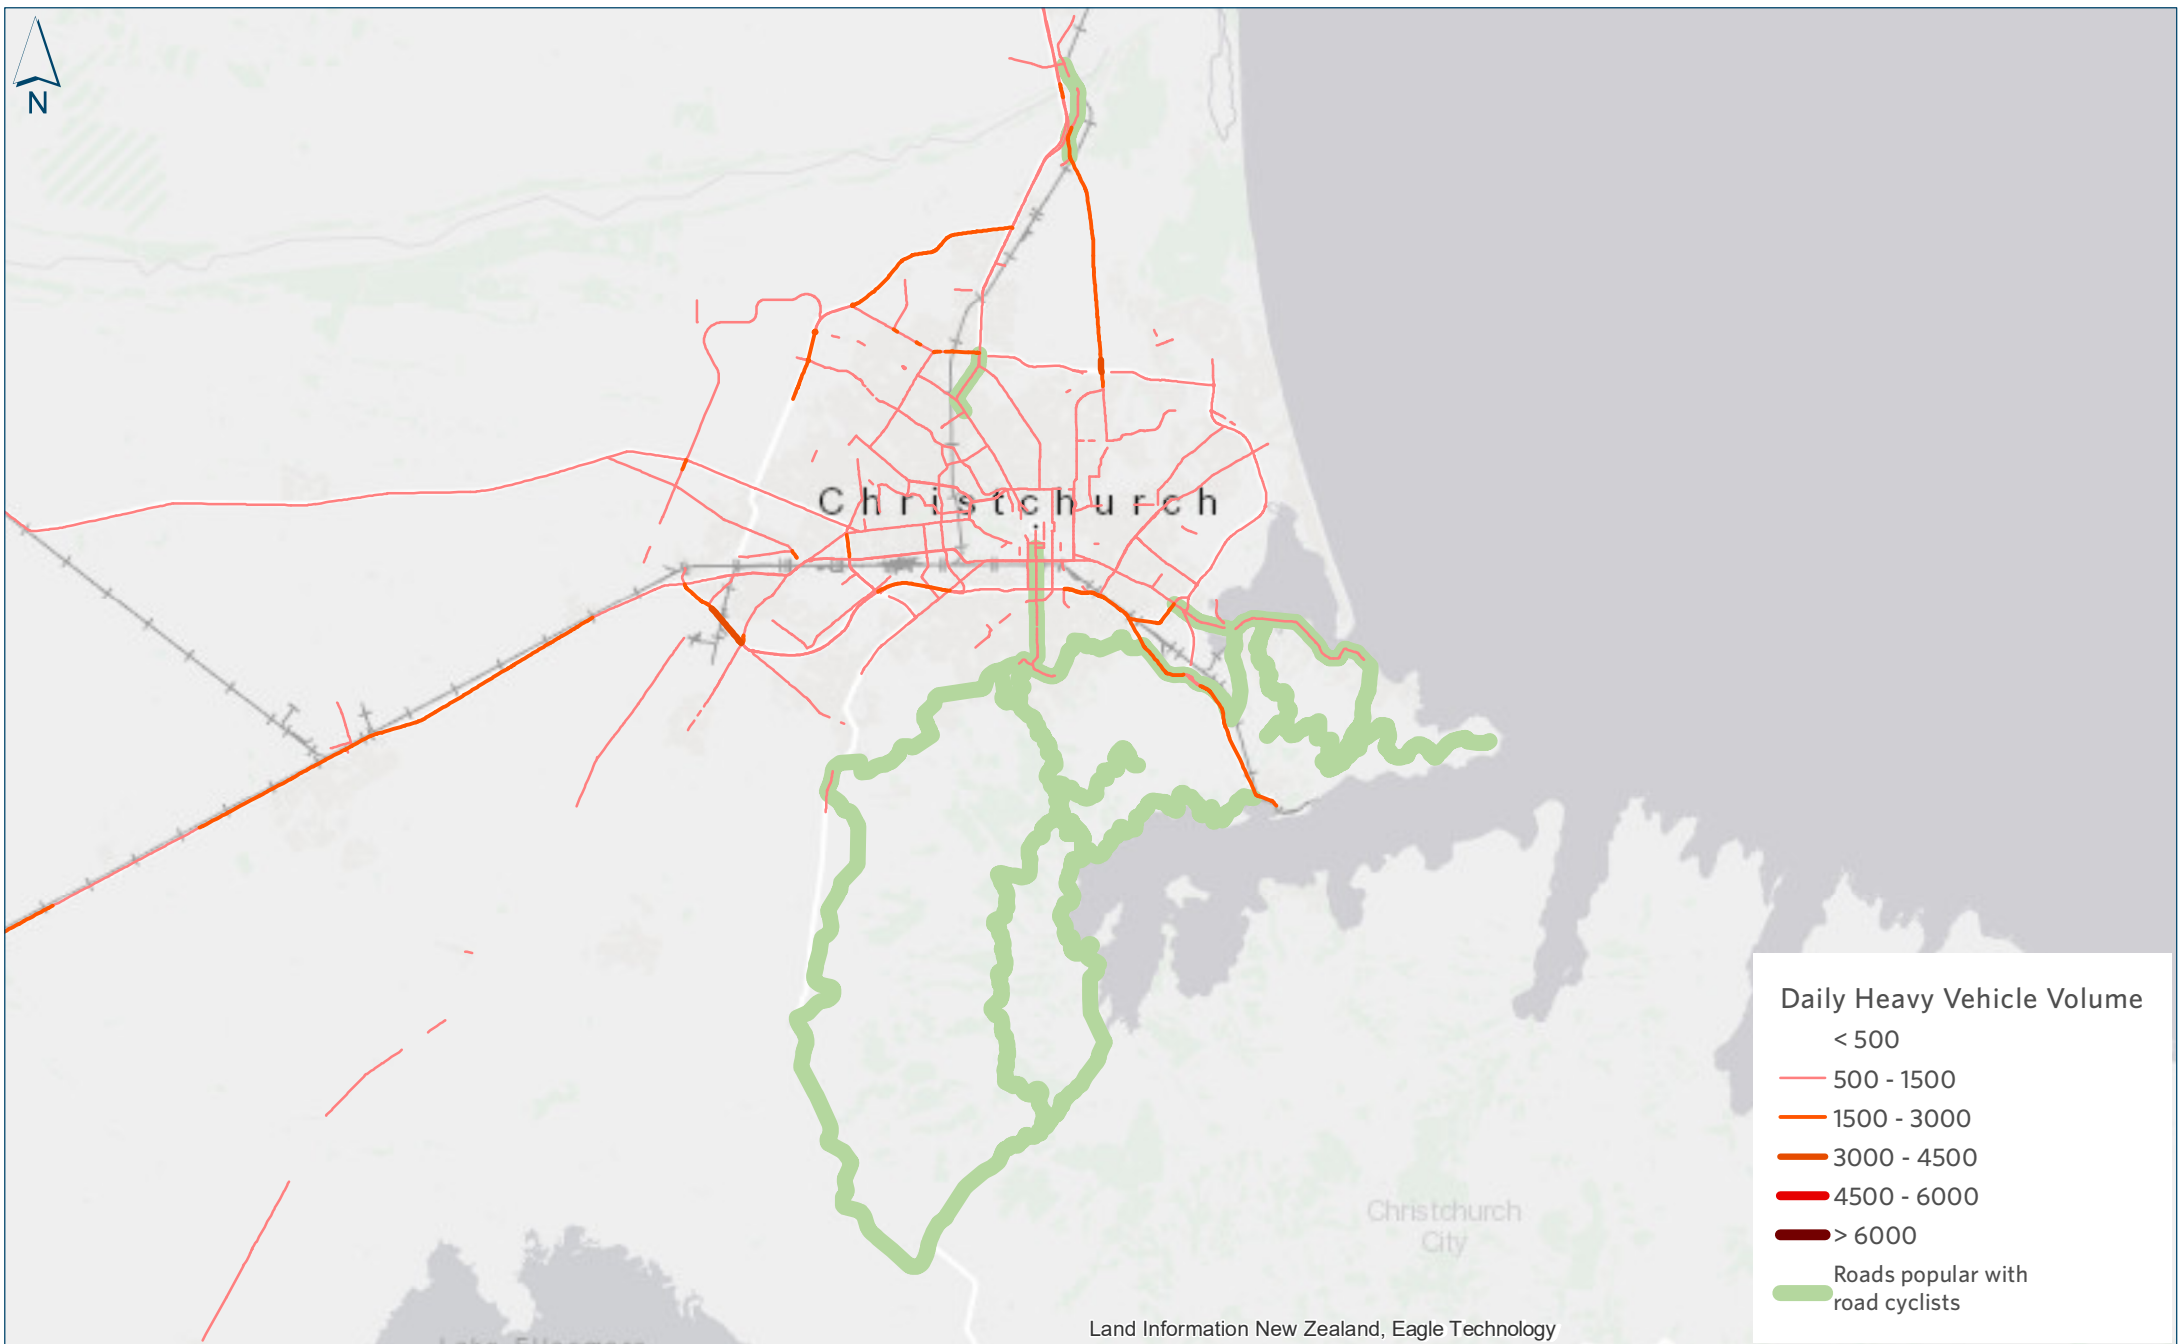 N
Christchurch
Daily Heavy Vehicle Volume
< 500
500 - 1500
1500 - 3000
3000 - 4500
4500 - 6000
> 6000
Roads popular with
road cyclists
Christchurch
City
Land Information New Zealand, Eagle Technology